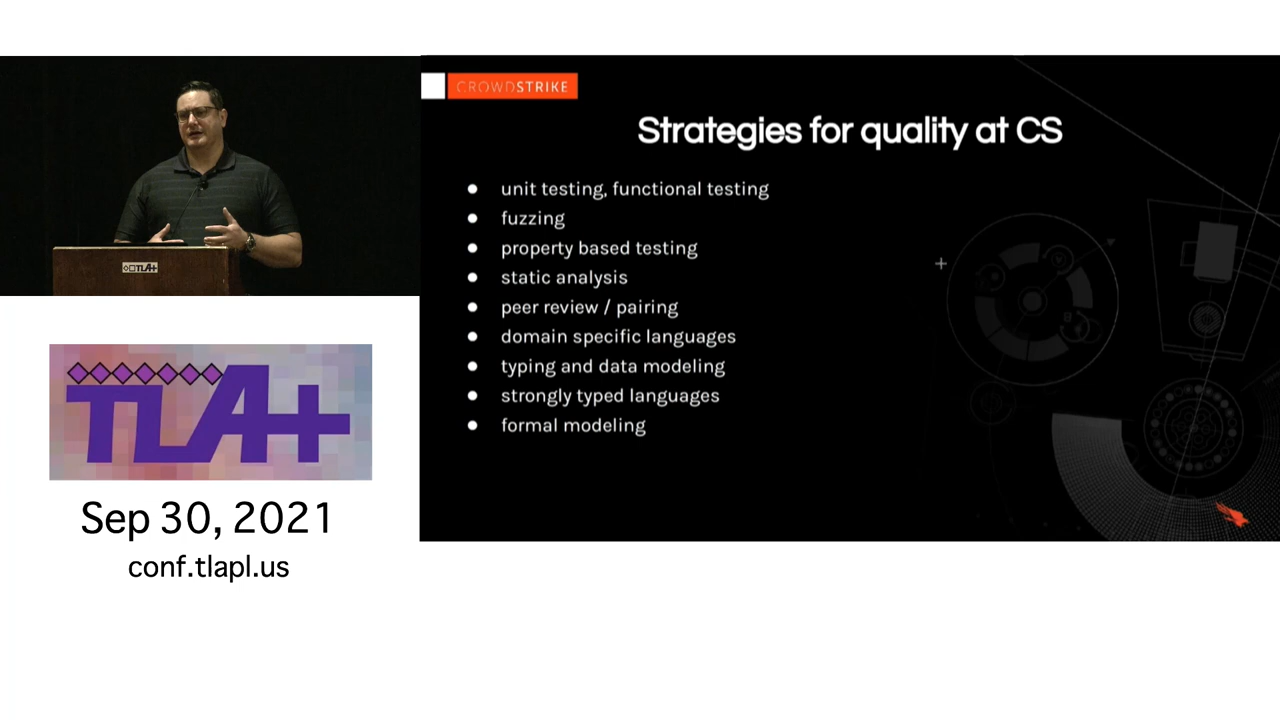 CROWDSTRIKE
Strategies for quality at CS
unit testing, functional testing
fuzzing
property based testing
static analysis
peer review / pairing
domain specific languages
typing and data modeling
strongly typed languages
formal modeling
TLA+
TLA+
Sep 30, 2021
conf.tlapl.us